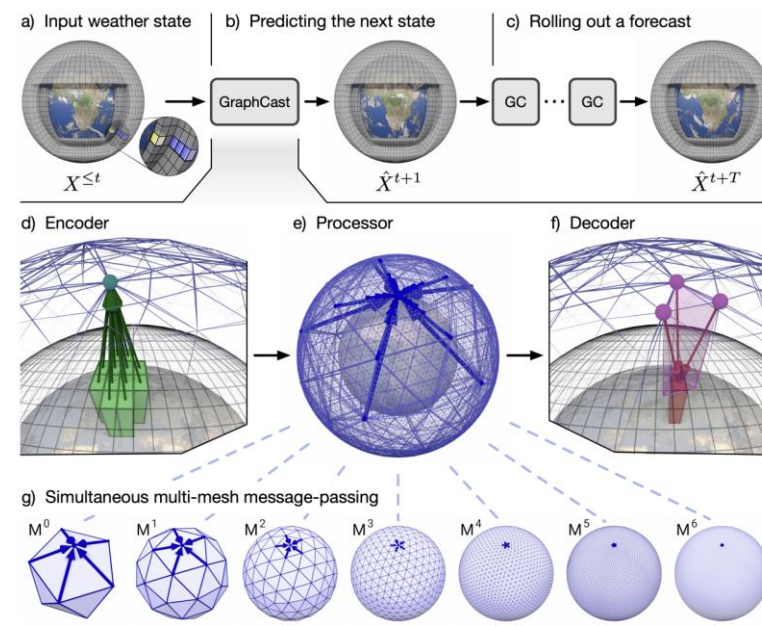 a) Input weather state
b) Predicting the next state
c) Rolling out a forecast
GraphCast
GC ... GC
X^{≤t}
X̂^{t+1}
X̂^{t+T}
d) Encoder
e) Processor
f) Decoder
g) Simultaneous multi-mesh message-passing
M^0 M^1 M^2 M^3 M^4 M^5 M^6